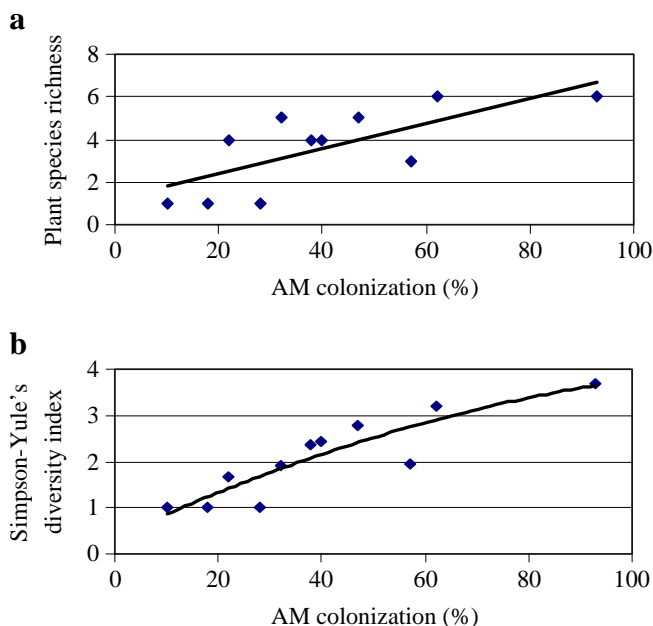 a
Plant species richness
8
6
4
2
0
0 20 40 60 80 100
AM colonization (%)
b
Simpson-Yule's
diversity index
4
3
2
1
0
0 20 40 60 80 100
AM colonization (%)